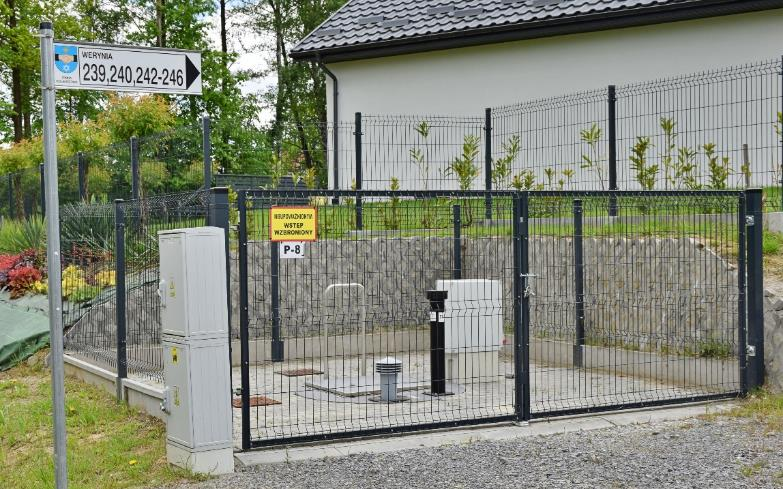 WERYNIA
239,240,242-246
NIEUPOWAŻNIONYM
WSTĘP
WZBRONIONY
P-8